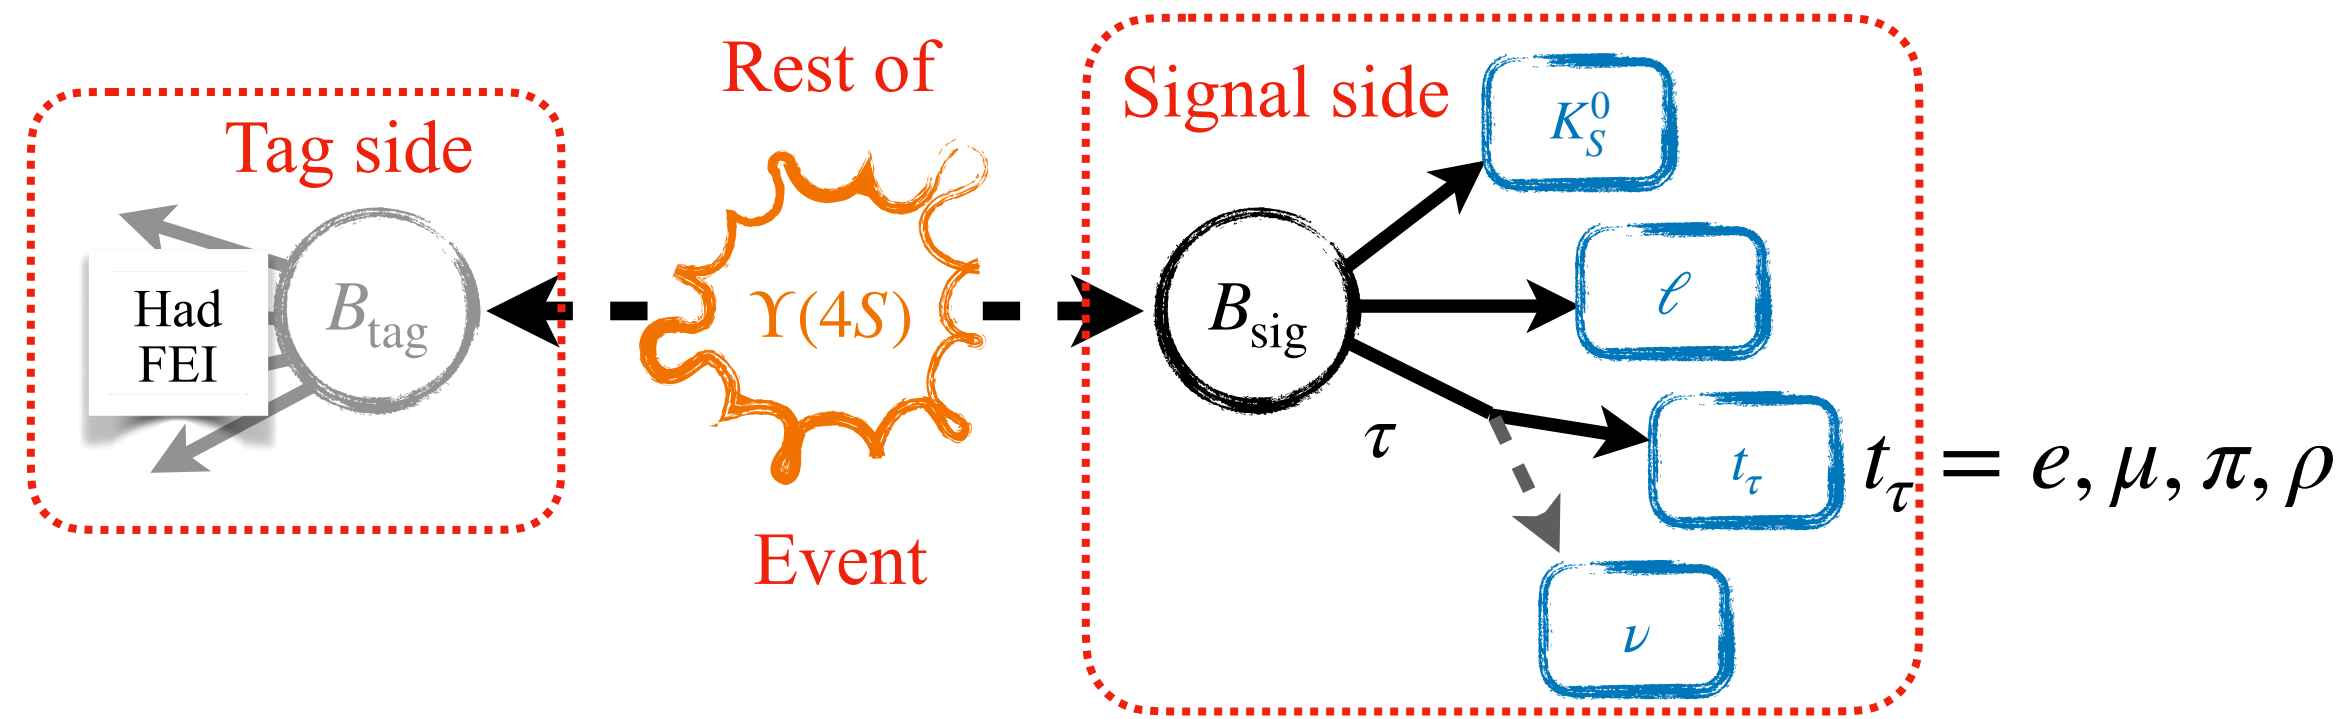 Rest of
Event
Tag side
Had
FEI
B_tag
ϒ(4S)
Signal side
B_sig
K_S^0
ℓ
τ
t_τ
ν
t_τ = e, μ, π, ρ